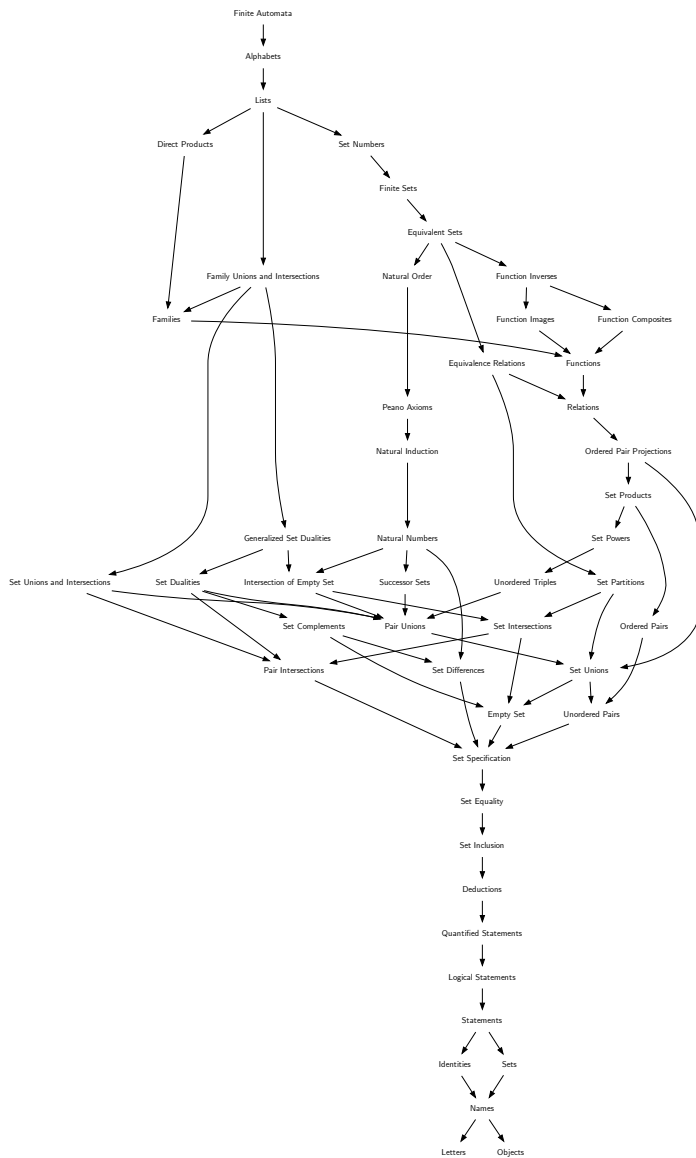 Finite Automata
Alphabets
Lists
Direct Products
Set Numbers
Finite Sets
Equivalent Sets
Family Unions and Intersections
Natural Order
Function Inverses
Families
Function Images
Function Composites
Equivalence Relations
Functions
Peano Axioms
Relations
Natural Induction
Ordered Pair Projections
Set Products
Generalized Set Dualities
Natural Numbers
Set Powers
Set Unions and Intersections
Set Dualities
Intersection of Empty Set
Successor Sets
Unordered Triples
Set Partitions
Set Complements
Pair Unions
Set Intersections
Ordered Pairs
Pair Intersections
Set Differences
Set Unions
Empty Set
Unordered Pairs
Set Specification
Set Equality
Set Inclusion
Deductions
Quantified Statements
Logical Statements
Statements
Identities
Sets
Names
Letters
Objects